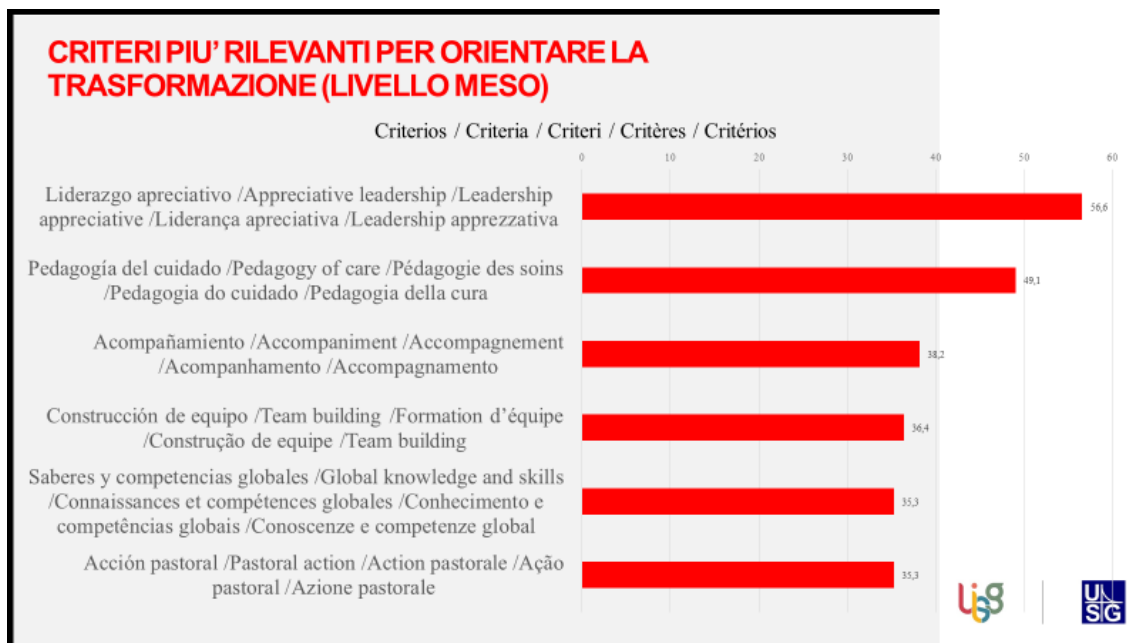 CRITERI PIU’ RILEVANTI PER ORIENTARE LA
TRASFORMAZIONE (LIVELLO MESO)
Criterios / Criteria / Criteri / Critères / Critérios
0 10 20 30 40 50 60
Liderazgo apreciativo /Appreciative leadership /Leadership
appreciative /Liderança apreciativa /Leadership apprezzativa
56,6
Pedagogía del cuidado /Pedagogy of care /Pédagogie des soins
/Pedagogia do cuidado /Pedagogia della cura
49,1
Acompañamiento /Accompaniment /Accompagnement
/Acompanhamento /Accompagnamento
38,2
Construcción de equipo /Team building /Formation d’équipe
/Construção de equipe /Team building
36,4
Saberes y competencias globales /Global knowledge and skills
/Connaissances et compétences globales /Conhecimento e
competências globais /Conoscenze e competenze global
35,3
Acción pastoral /Pastoral action /Action pastorale /Ação
pastoral /Azione pastorale
35,3
uisg
U
SG